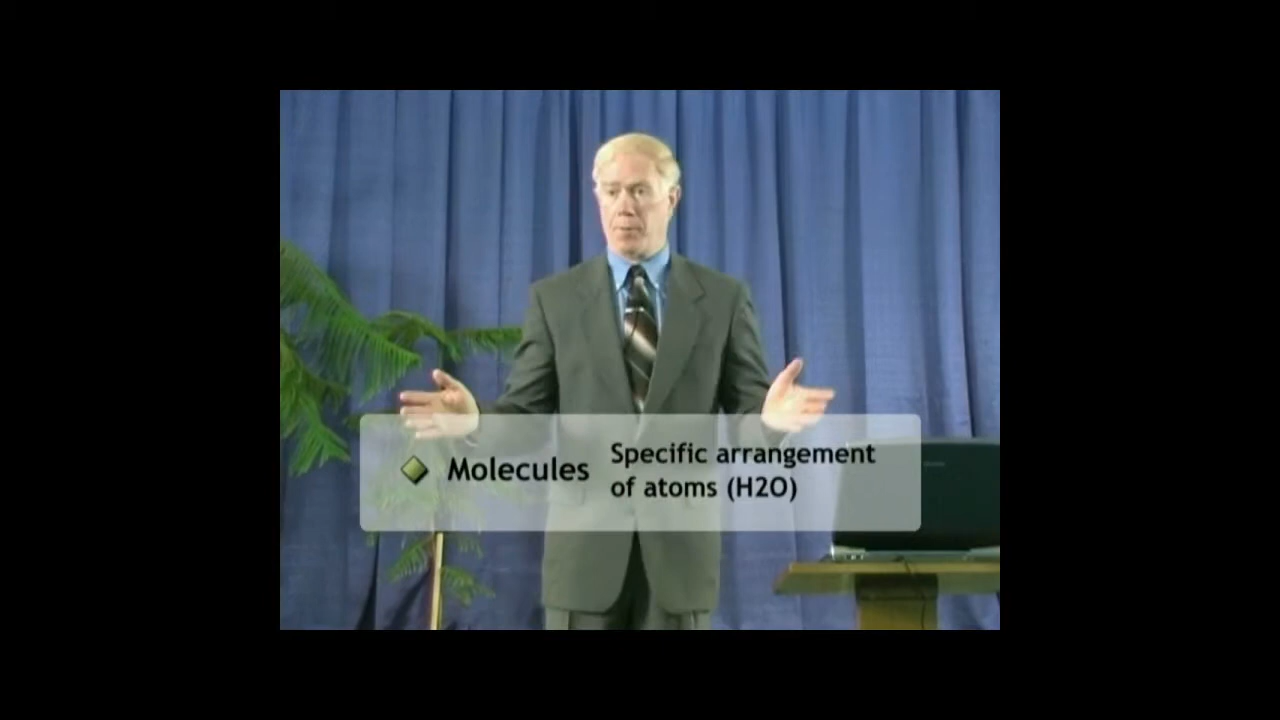 Molecules
Specific arrangement
of atoms (H2O)